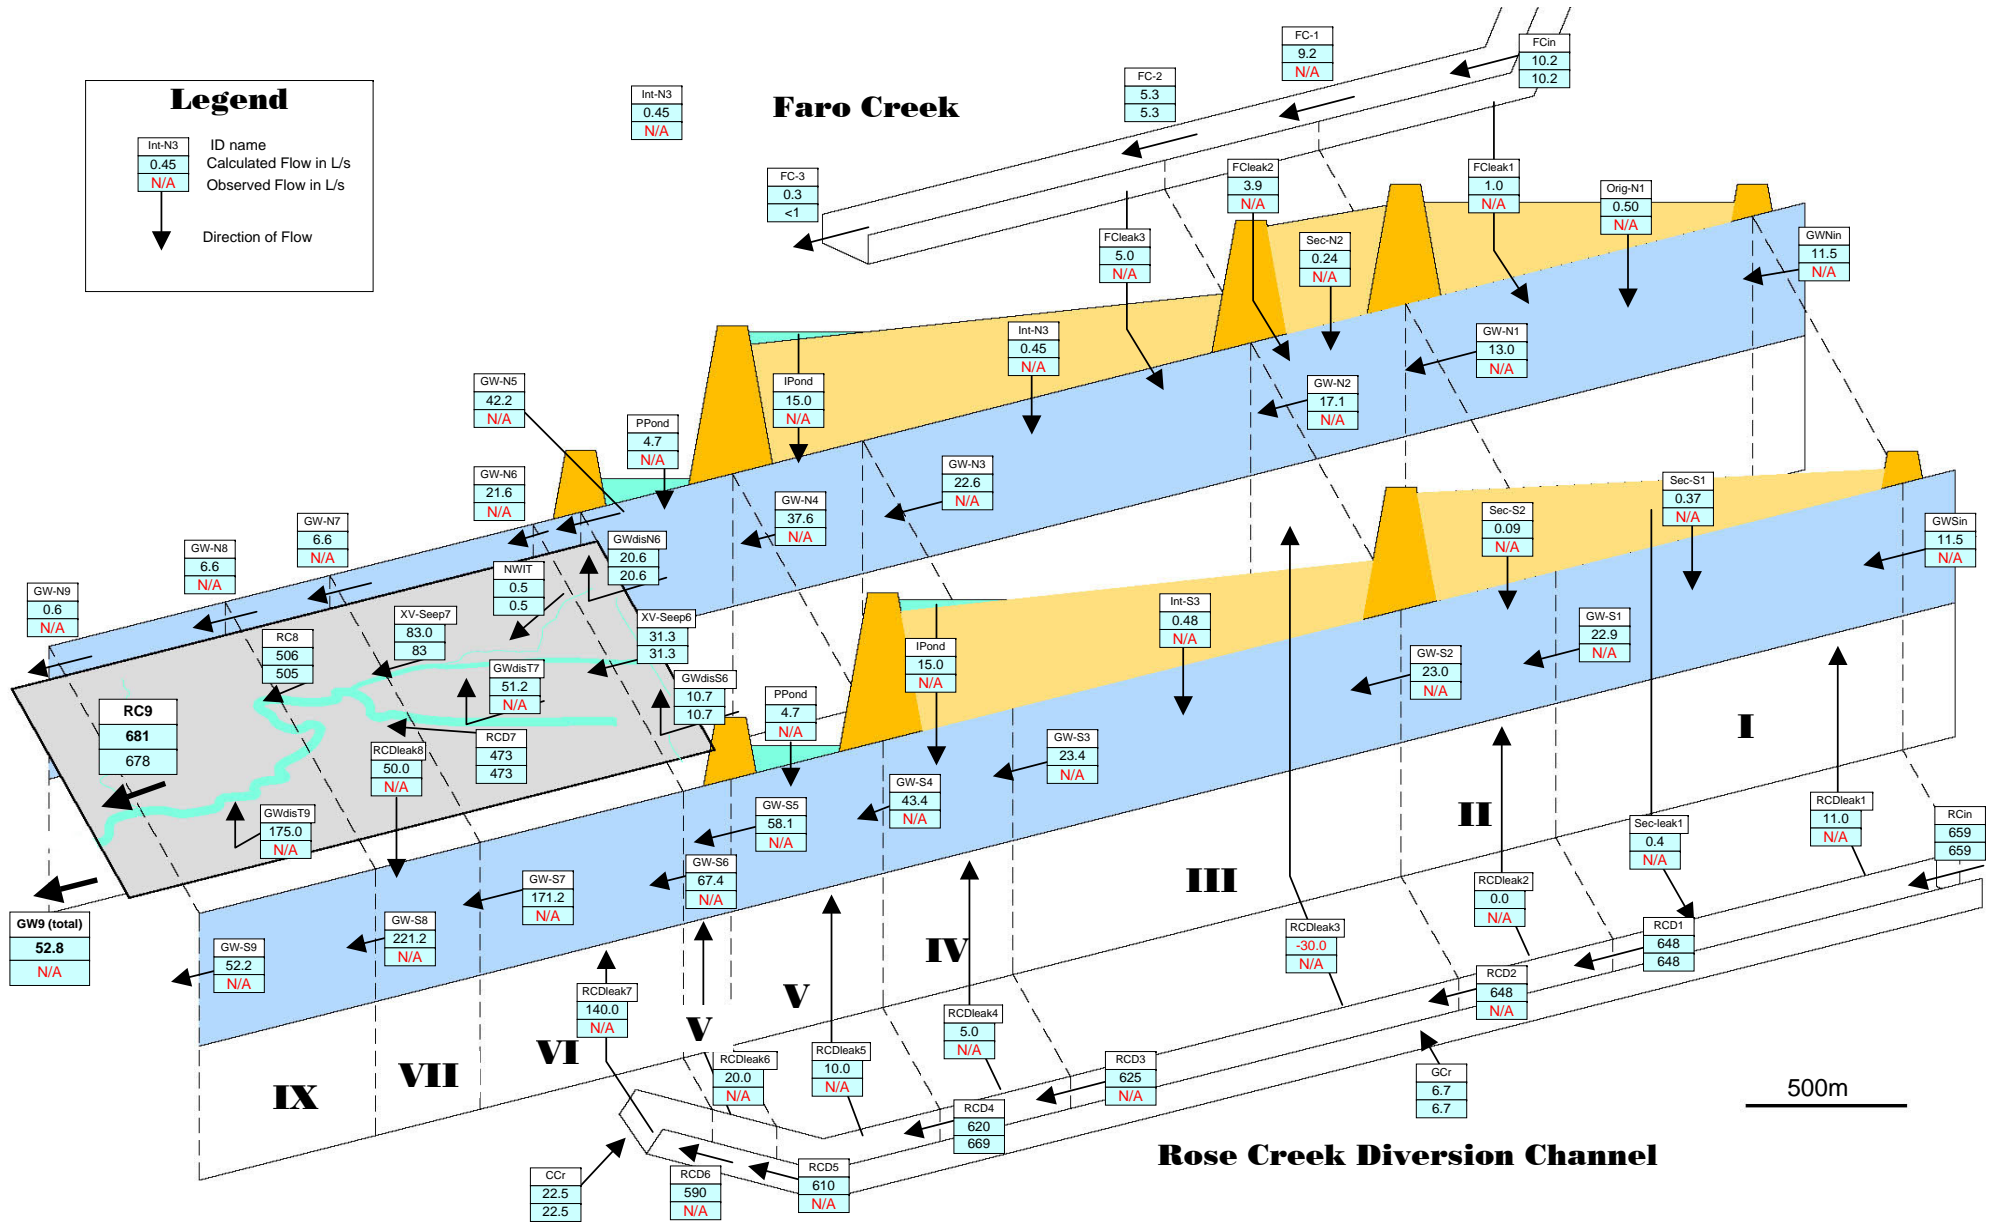 Legend
Int-N3
0.45
N/A
ID name
Calculated Flow in L/s
Observed Flow in L/s
Direction of Flow
Int-N3
0.45
N/A
Faro Creek
FC-1
9.2
N/A
FCin
10.2
10.2
FC-2
5.3
5.3
FC-3
0.3
<1
FCleak2
3.9
N/A
FCleak1
1.0
N/A
Orig-N1
0.50
N/A
FCleak3
5.0
N/A
Sec-N2
0.24
N/A
GWNin
11.5
N/A
Int-N3
0.45
N/A
GW-N1
13.0
N/A
GW-N2
17.1
N/A
GW-N5
42.2
N/A
IPond
15.0
N/A
PPond
4.7
N/A
GW-N6
21.6
N/A
GW-N3
22.6
N/A
GW-N4
37.6
N/A
GW-N7
6.6
N/A
GW-N8
6.6
N/A
GW-N9
0.6
N/A
GWdisN6
20.6
20.6
NWIT
0.5
0.5
XV-Seep7
83.0
83
XV-Seep6
31.3
31.3
RC8
506
505
GWdisT7
51.2
N/A
GWdisS6
10.7
10.7
RC9
681
678
RCDleak8
50.0
N/A
RCD7
473
473
GWdisT9
175.0
N/A
PPond
4.7
N/A
IPond
15.0
N/A
Int-S3
0.48
N/A
Sec-S2
0.09
N/A
Sec-S1
0.37
N/A
GWSin
11.5
N/A
GW-S1
22.9
N/A
GW-S2
23.0
N/A
GW-S3
23.4
N/A
GW-S4
43.4
N/A
GW-S5
58.1
N/A
GW-S6
67.4
N/A
GW-S7
171.2
N/A
GW-S8
221.2
N/A
GW-S9
52.2
N/A
GW9 (total)
52.8
N/A
I
II
III
IV
V
V
VI
VII
IX
RCDleak1
11.0
N/A
RCin
659
659
Sec-leak1
0.4
N/A
RCDleak2
0.0
N/A
RCDleak3
-30.0
N/A
RCD1
648
648
RCD2
648
N/A
RCDleak7
140.0
N/A
RCDleak4
5.0
N/A
RCDleak6
20.0
N/A
RCDleak5
10.0
N/A
RCD3
625
N/A
GCr
6.7
6.7
RCD4
620
669
RCD5
610
N/A
RCD6
590
N/A
CCr
22.5
22.5
500m
Rose Creek Diversion Channel